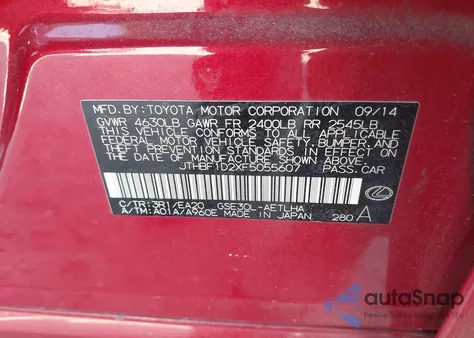 MFD. BY: TOYOTA MOTOR CORPORATION 09/14
GVWR 4630LB GAWR FR 2400LB RR 2545LB
THIS VEHICLE CONFORMS TO ALL APPLICABLE
FEDERAL MOTOR VEHICLE SAFETY, BUMPER, AND
THEFT PREVENTION STANDARDS IN EFFECT ON
THE DATE OF MANUFACTURE SHOWN ABOVE.
JTHBF1D2XF5055607 PASS. CAR
C/TR: 3R1/EA20 GSE30L-AETLHA
A/TM: A01A/A960E MADE IN JAPAN 280 A
autoSnap